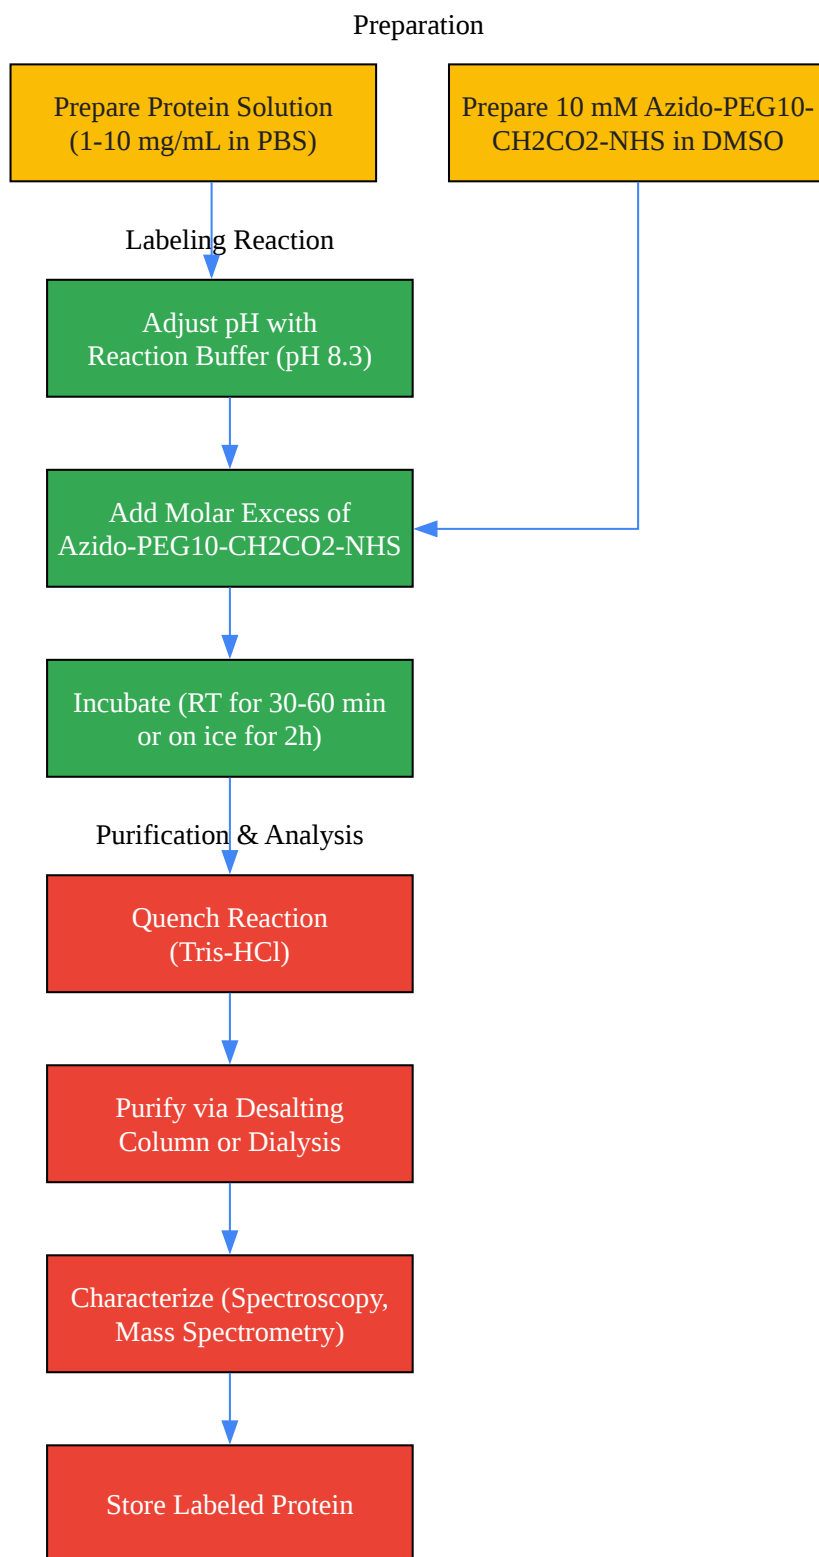 Preparation
Prepare Protein Solution
(1-10 mg/mL in PBS)
Prepare 10 mM Azido-PEG10-
CH2CO2-NHS in DMSO
Labeling Reaction
Adjust pH with
Reaction Buffer (pH 8.3)
Add Molar Excess of
Azido-PEG10-CH2CO2-NHS
Incubate (RT for 30-60 min
or on ice for 2h)
Purification & Analysis
Quench Reaction
(Tris-HCl)
Purify via Desalting
Column or Dialysis
Characterize (Spectroscopy,
Mass Spectrometry)
Store Labeled Protein